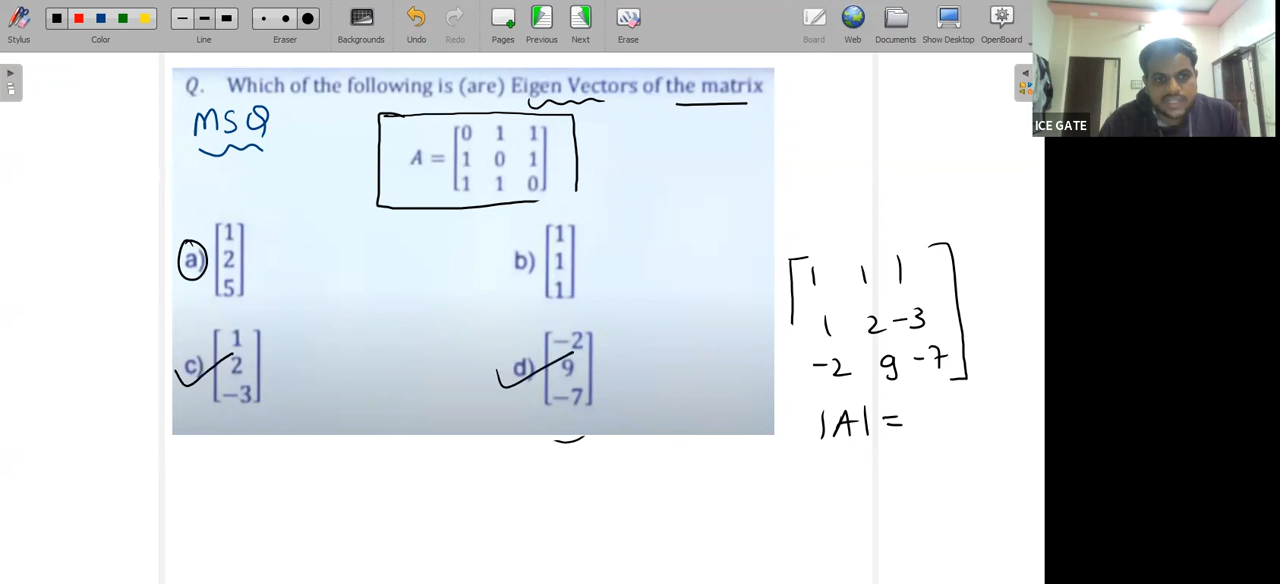 Stylus Color Line Eraser Backgrounds Undo Redo Pages Previous Next Erase Board Web Documents Show Desktop OpenBoard
ICE GATE
Q. Which of the following is (are) Eigen Vectors of the matrix
MSQ
A = [0 1 1
1 0 1
1 1 0]
a) [1
2
5]
b) [1
1
1]
c) [1
2
-3]
d) [-2
9
-7]
[1 1 1
1 2 -3
-2 9 -7]
|A| =